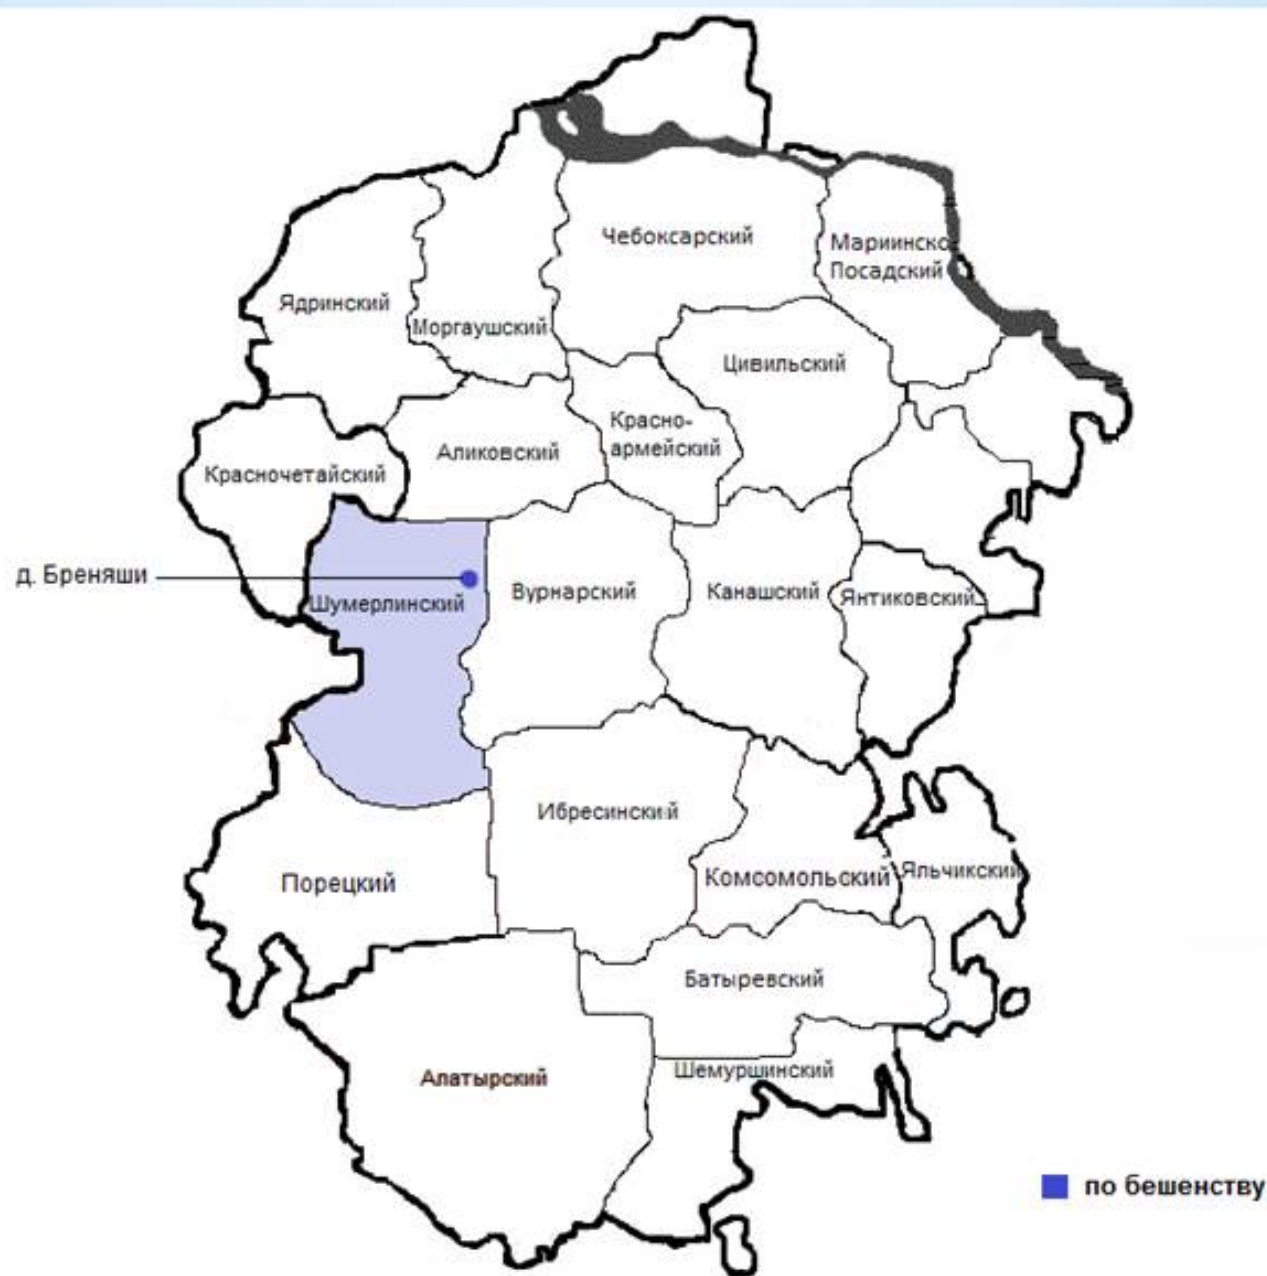 Чебоксарский
Мариинско
Посадский
Ядринский
Моргаушский
Цивильский
Красно-
армейский
Аликовский
Красночетайский
д. Бреняши
Шумерлинский
Вурнарский
Канашский
Янтиковский
Ибресинский
Порецкий
Комсомольский
Яльчикский
Батыревский
Шемуршинский
Алатырский
по бешенству